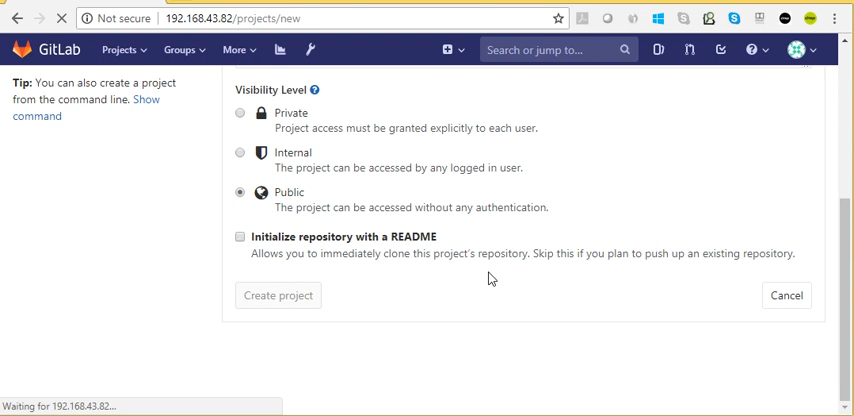 Not secure | 192.168.43.82/projects/new
GitLab Projects Groups More Search or jump to...
Tip: You can also create a project
from the command line. Show
command
Visibility Level
Private
Project access must be granted explicitly to each user.
Internal
The project can be accessed by any logged in user.
Public
The project can be accessed without any authentication.
Initialize repository with a README
Allows you to immediately clone this project's repository. Skip this if you plan to push up an existing repository.
Create project Cancel
Waiting for 192.168.43.82...